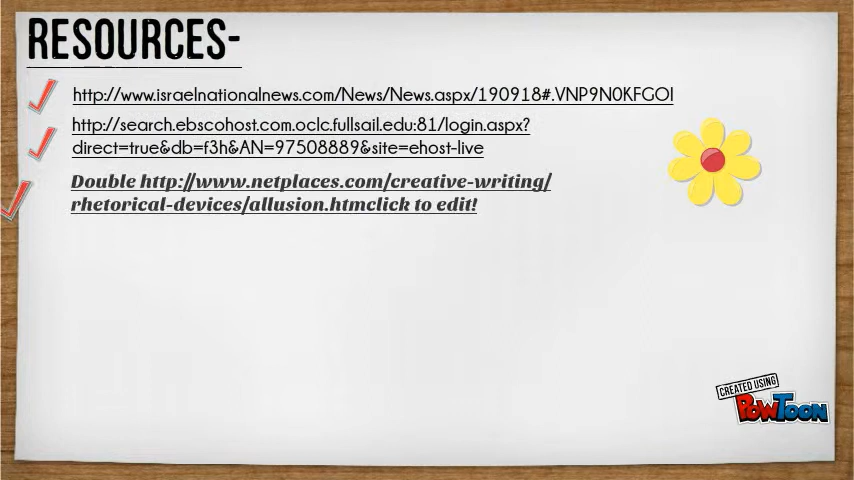 RESOURCES-
http://www.israelnationalnews.com/News/News.aspx/190918#.VNP9N0KFGOI
http://search.ebscohost.com.oclc.fullsail.edu:81/login.aspx?
direct=true&db=f3h&AN=97508889&site=ehost-live
Double http://www.netplaces.com/creative-writing/
rhetorical-devices/allusion.htmclick to edit!
CREATED USING
POWTOON